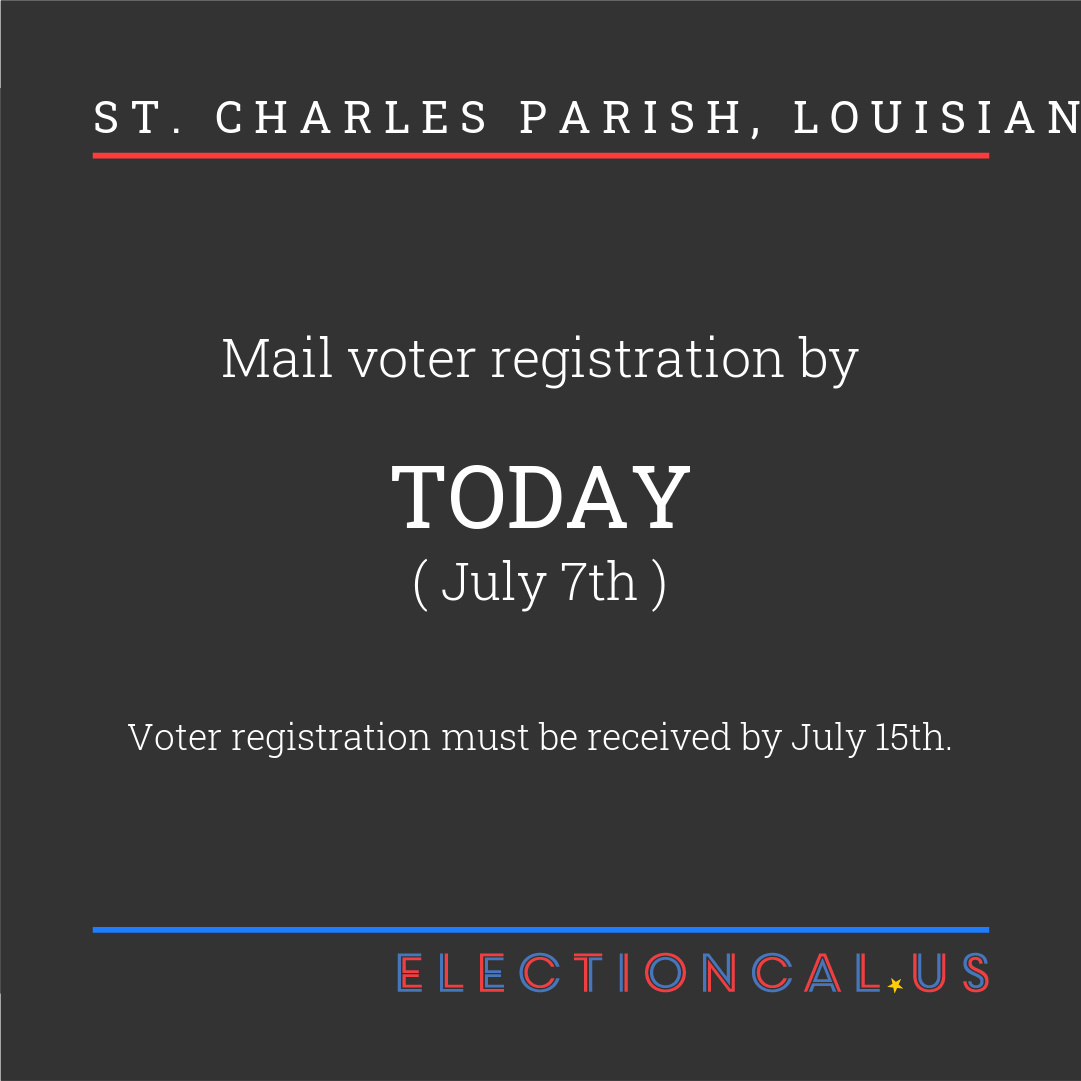 ST. CHARLES PARISH, LOUISIAN
Mail voter registration by
TODAY
( July 7th )
Voter registration must be received by July 15th.
ELECTIONCAL.US